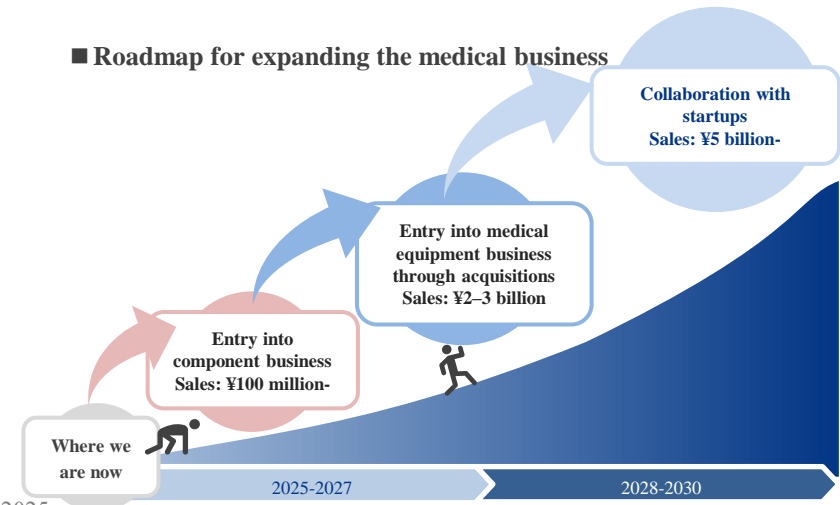 ■ Roadmap for expanding the medical business
Collaboration with
startups
Sales: ¥5 billion-
Entry into medical
equipment business
through acquisitions
Sales: ¥2–3 billion
Entry into
component business
Sales: ¥100 million-
Where we
are now
2025-2027
2028-2030